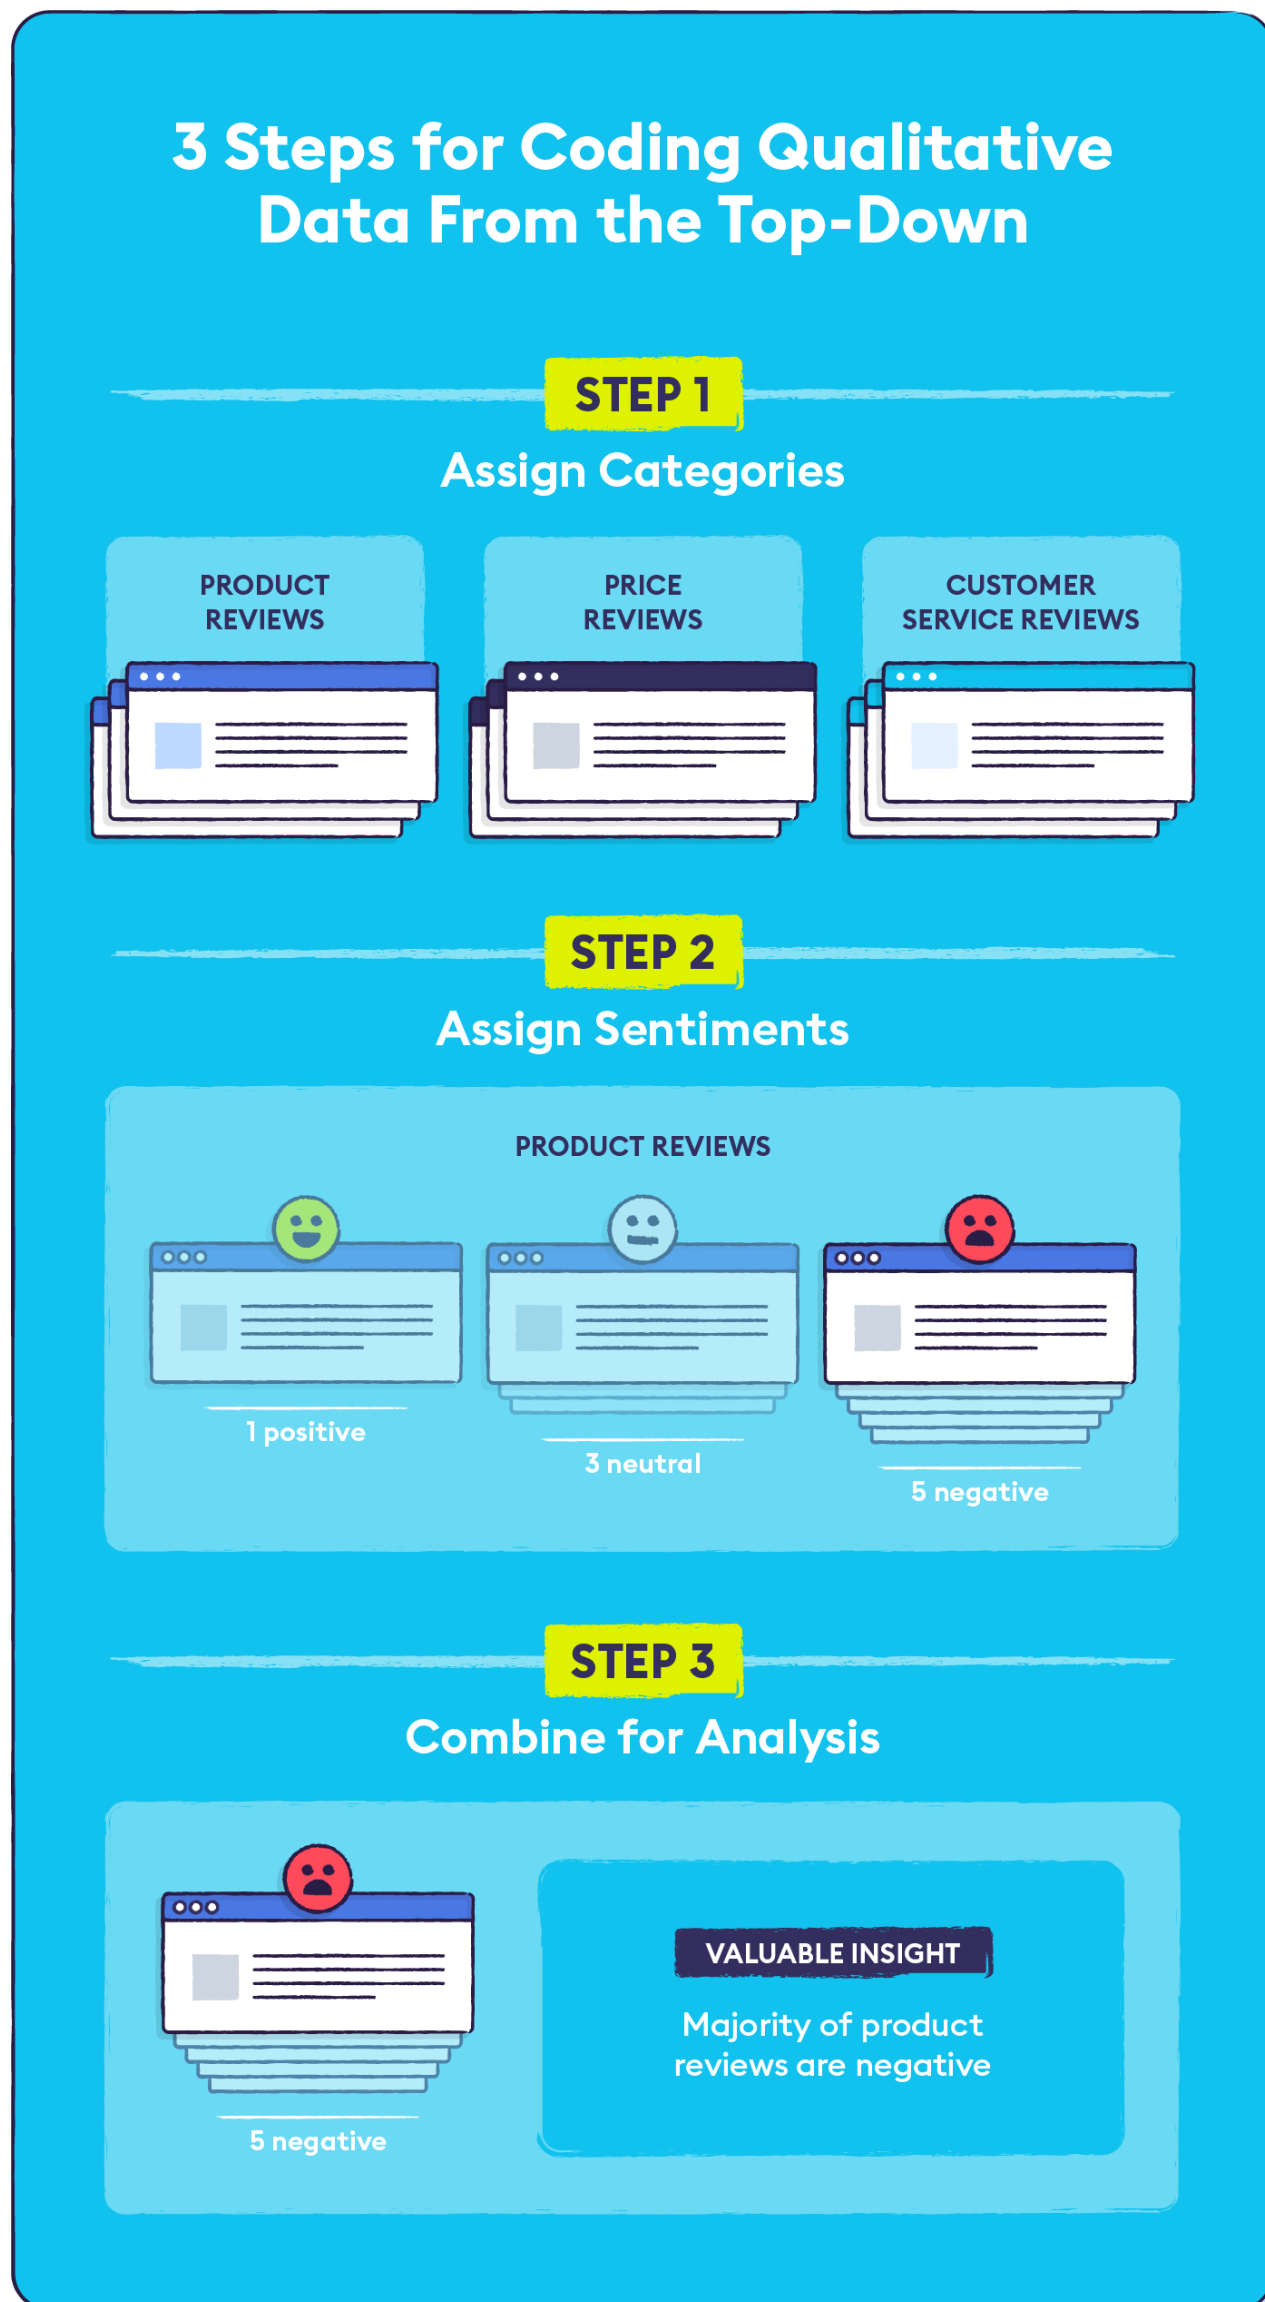 3 Steps for Coding Qualitative
Data From the Top-Down
STEP 1
Assign Categories
PRODUCT
REVIEWS
PRICE
REVIEWS
CUSTOMER
SERVICE REVIEWS
STEP 2
Assign Sentiments
PRODUCT REVIEWS
1 positive
3 neutral
5 negative
STEP 3
Combine for Analysis
5 negative
VALUABLE INSIGHT
Majority of product
reviews are negative